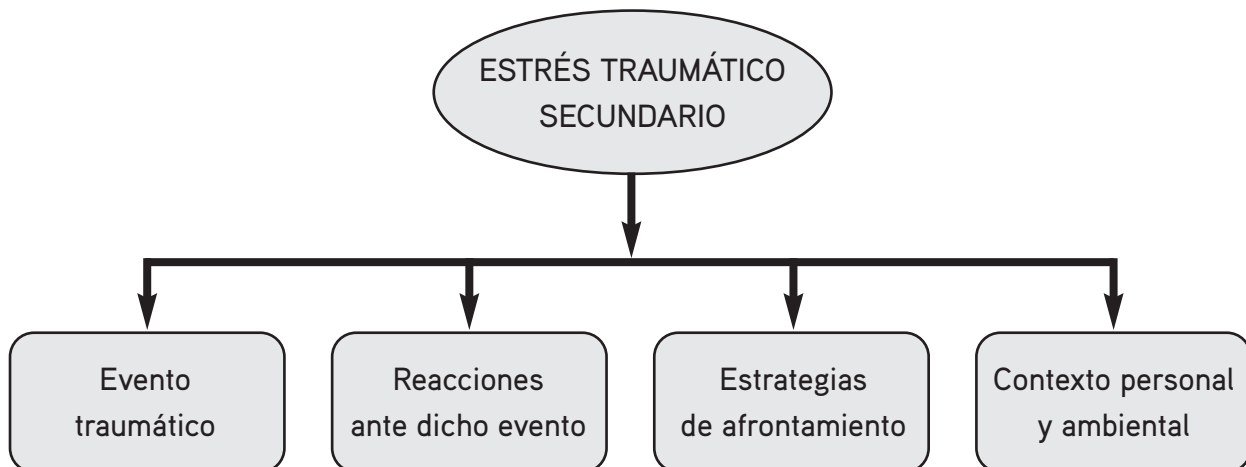 ESTRÉS TRAUMÁTICO
SECUNDARIO
Evento
traumático
Reacciones
ante dicho evento
Estrategias
de afrontamiento
Contexto personal
y ambiental